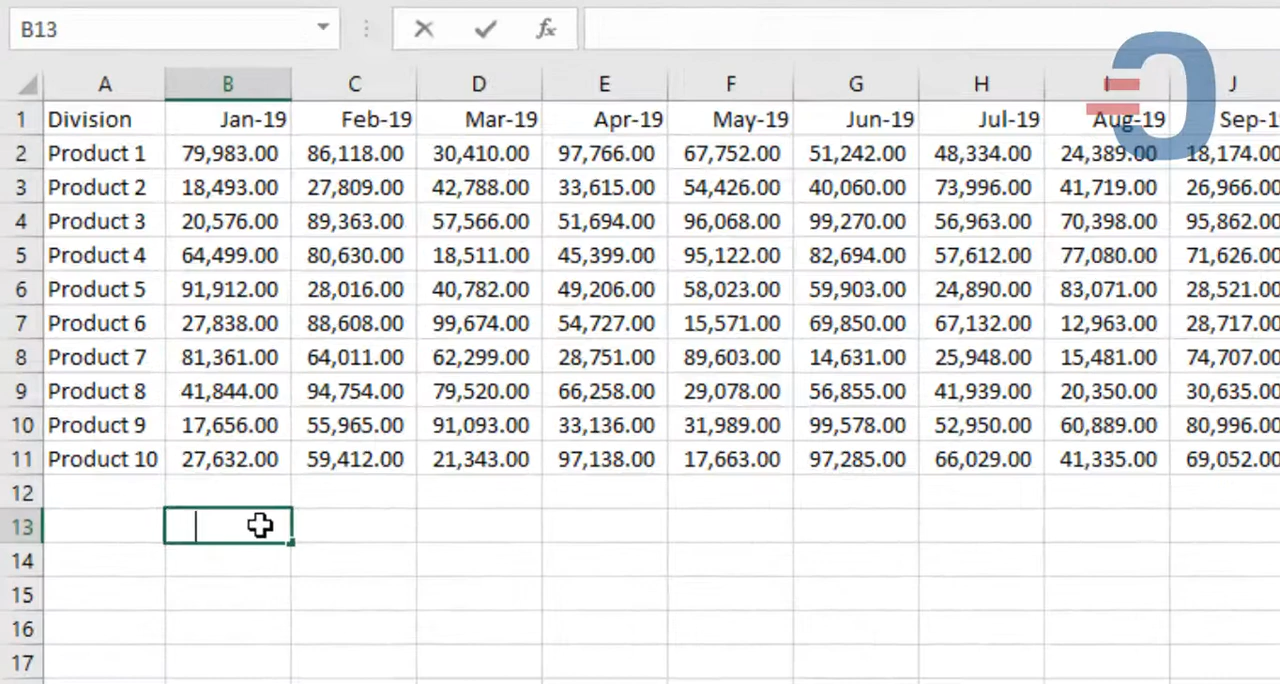 B13 fx
A B C D E F G H I J
1 Division Jan-19 Feb-19 Mar-19 Apr-19 May-19 Jun-19 Jul-19 Aug-19 Sep-1
2 Product 1 79,983.00 86,118.00 30,410.00 97,766.00 67,752.00 51,242.00 48,334.00 24,389.00 18,174.00
3 Product 2 18,493.00 27,809.00 42,788.00 33,615.00 54,426.00 40,060.00 73,996.00 41,719.00 26,966.00
4 Product 3 20,576.00 89,363.00 57,566.00 51,694.00 96,068.00 99,270.00 56,963.00 70,398.00 95,862.00
5 Product 4 64,499.00 80,630.00 18,511.00 45,399.00 95,122.00 82,694.00 57,612.00 77,080.00 71,626.00
6 Product 5 91,912.00 28,016.00 40,782.00 49,206.00 58,023.00 59,903.00 24,890.00 83,071.00 28,521.00
7 Product 6 27,838.00 88,608.00 99,674.00 54,727.00 15,571.00 69,850.00 67,132.00 12,963.00 28,717.00
8 Product 7 81,361.00 64,011.00 62,299.00 28,751.00 89,603.00 14,631.00 25,948.00 15,481.00 74,707.00
9 Product 8 41,844.00 94,754.00 79,520.00 66,258.00 29,078.00 56,855.00 41,939.00 20,350.00 30,635.00
10 Product 9 17,656.00 55,965.00 91,093.00 33,136.00 31,989.00 99,578.00 52,950.00 60,889.00 80,996.00
11 Product 10 27,632.00 59,412.00 21,343.00 97,138.00 17,663.00 97,285.00 66,029.00 41,335.00 69,052.00
12
13
14
15
16
17